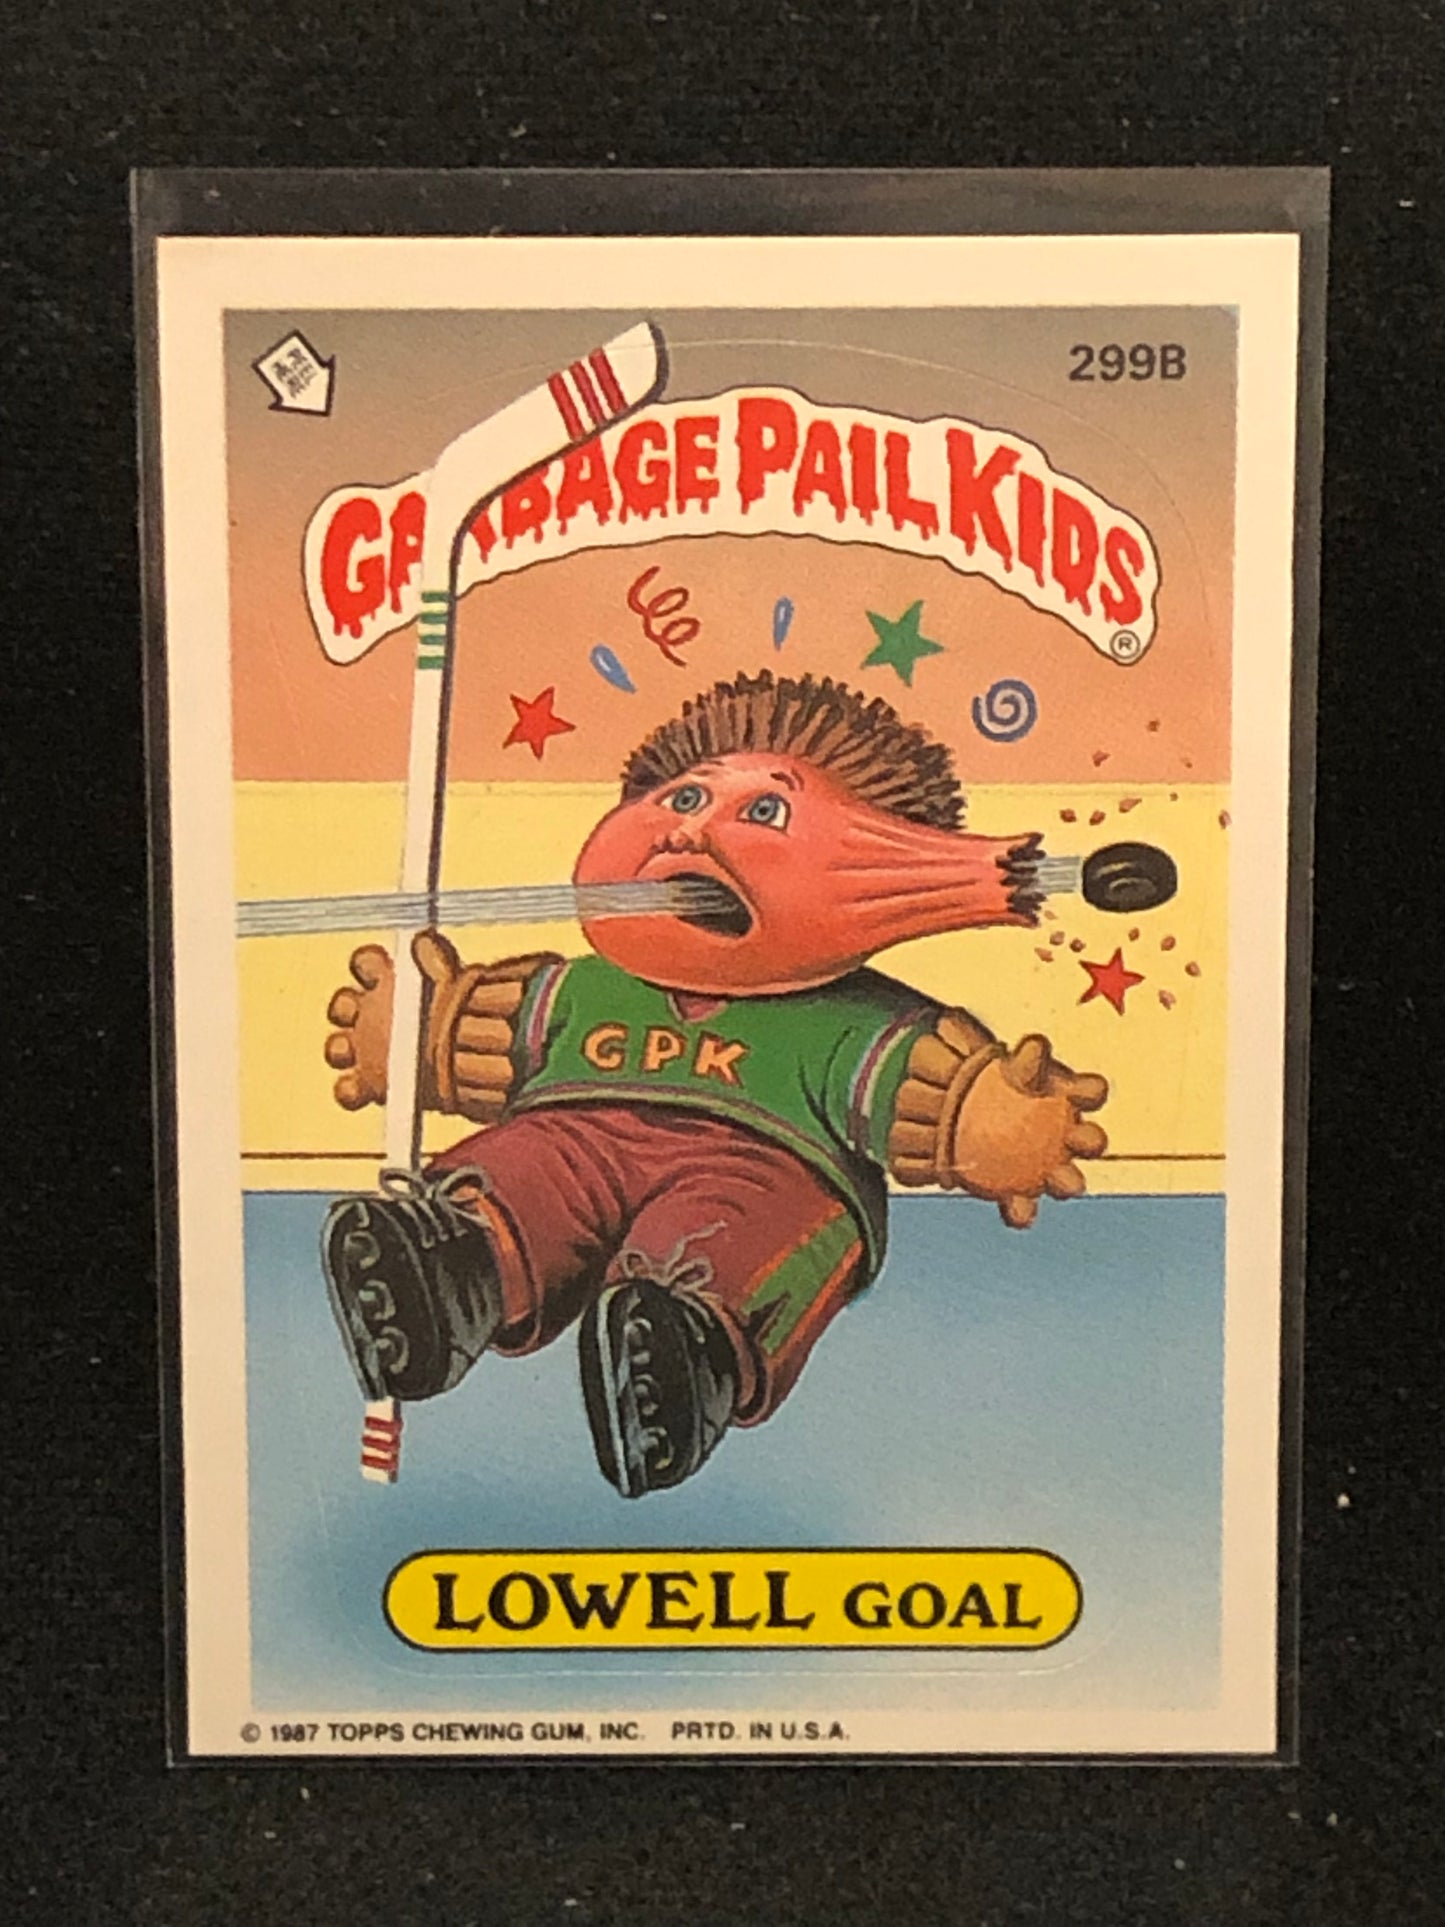 299B
GARBAGE PAIL KIDS
®
GPK
LOWELL GOAL
© 1987 TOPPS CHEWING GUM, INC. PRTD. IN U.S.A.